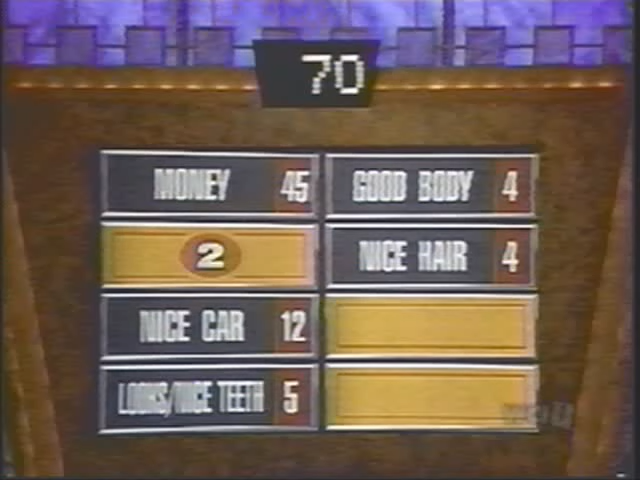 70
MONEY 45
2
NICE CAR 12
LOOKS/NICE TEETH 5
GOOD BODY 4
NICE HAIR 4